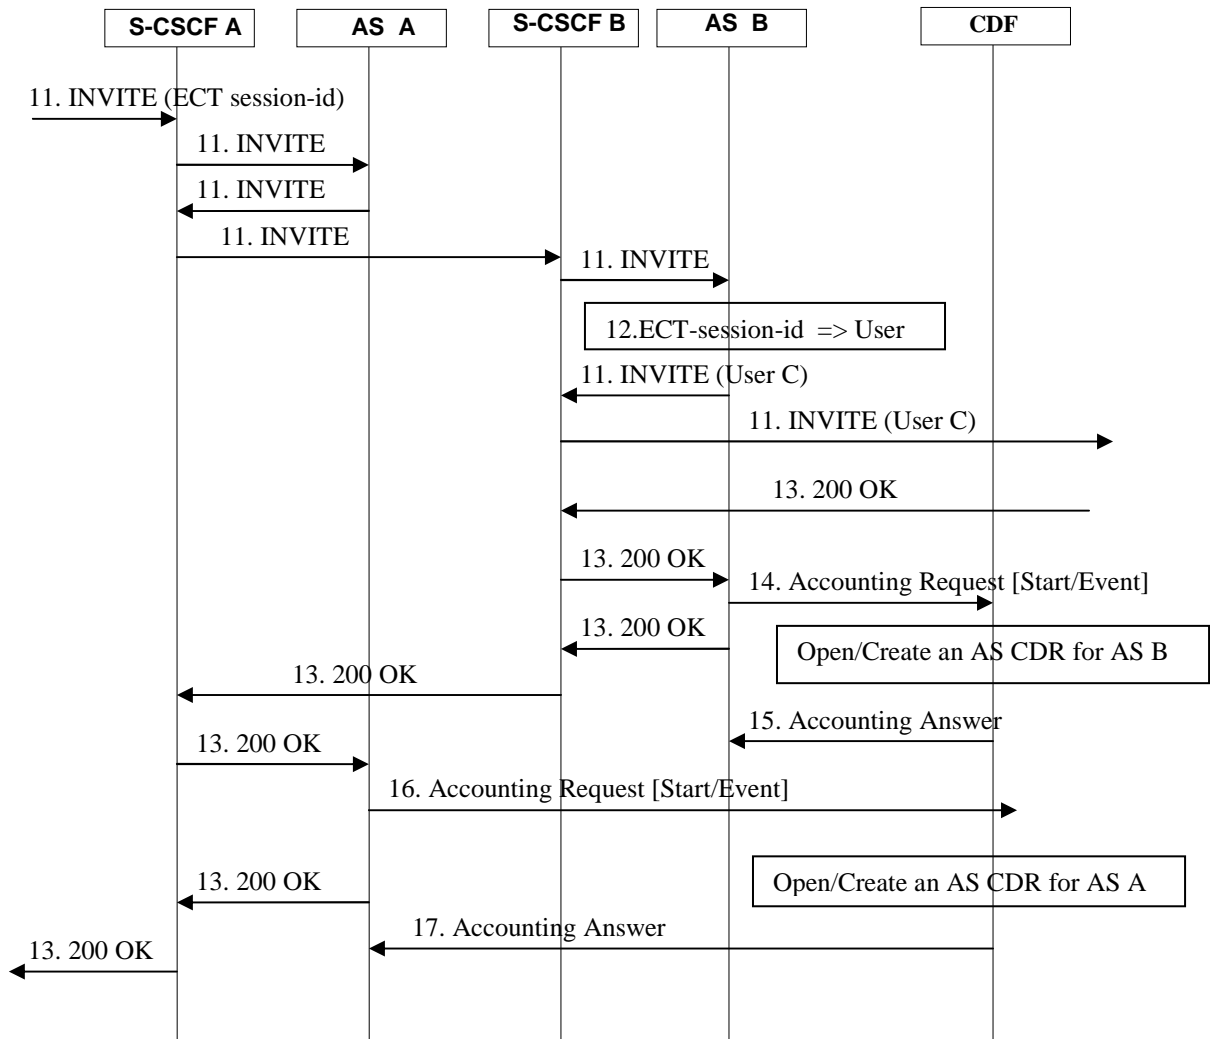 S-CSCF A
AS A
S-CSCF B
AS B
CDF
11. INVITE (ECT session-id)
11. INVITE
11. INVITE
11. INVITE
11. INVITE
12.ECT-session-id => User
11. INVITE (User C)
11. INVITE (User C)
13. 200 OK
13. 200 OK
14. Accounting Request [Start/Event]
13. 200 OK
Open/Create an AS CDR for AS B
13. 200 OK
15. Accounting Answer
13. 200 OK
16. Accounting Request [Start/Event]
13. 200 OK
Open/Create an AS CDR for AS A
17. Accounting Answer
13. 200 OK